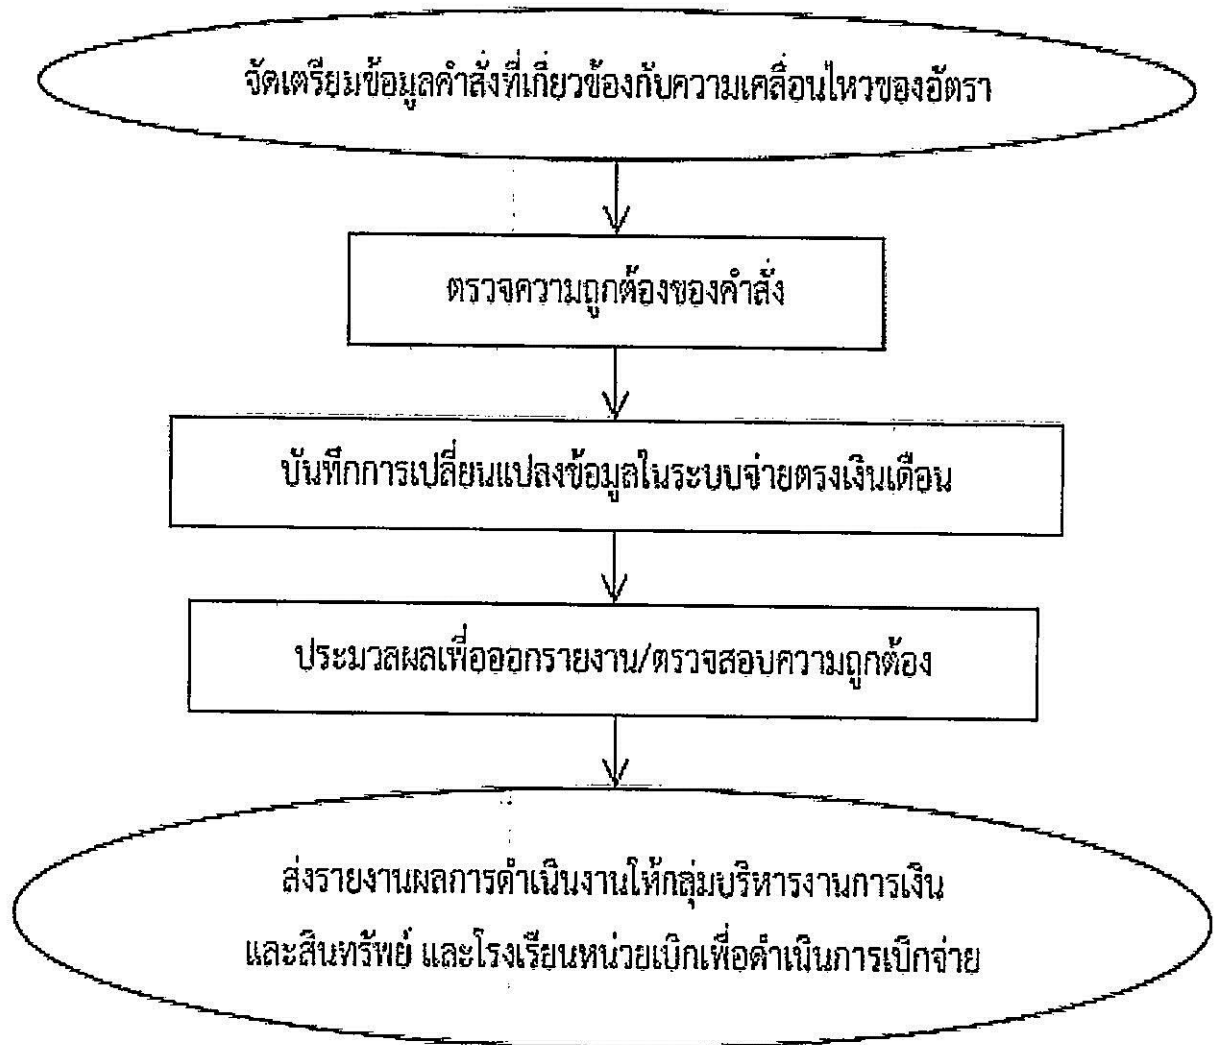 จัดเตรียมข้อมูลคำสั่งที่เกี่ยวข้องกับความเคลื่อนไหวของอัตรา
ตรวจความถูกต้องของคำสั่ง
บันทึกการเปลี่ยนแปลงข้อมูลในระบบจ่ายตรงเงินเดือน
ประมวลผลเพื่อออกรายงาน/ตรวจสอบความถูกต้อง
ส่งรายงานผลการดำเนินงานให้กลุ่มบริหารงานการเงิน
และสินทรัพย์ และโรงเรียนหน่วยเบิกเพื่อดำเนินการเบิกจ่าย